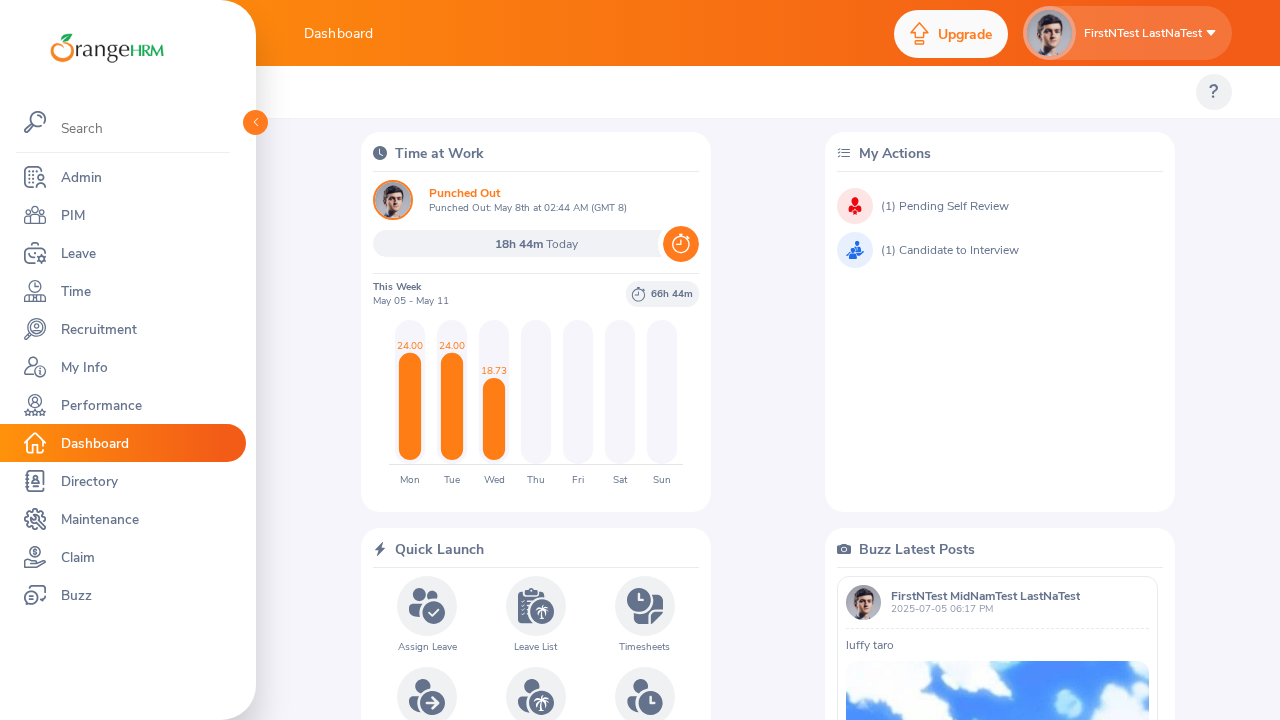 OrangeHRM
Dashboard
Upgrade
FirstNTest LastNaTest
?
Search
Admin
PIM
Leave
Time
Recruitment
My Info
Performance
Dashboard
Directory
Maintenance
Claim
Buzz
Time at Work
Punched Out
Punched Out: May 8th at 02:44 AM (GMT 8)
18h 44m Today
This Week
May 05 - May 11
66h 44m
24.00 24.00 18.73
Mon Tue Wed Thu Fri Sat Sun
My Actions
(1) Pending Self Review
(1) Candidate to Interview
Quick Launch
Assign Leave
Leave List
Timesheets
Buzz Latest Posts
FirstNTest MidNamTest LastNaTest
2025-07-05 06:17 PM
luffy taro